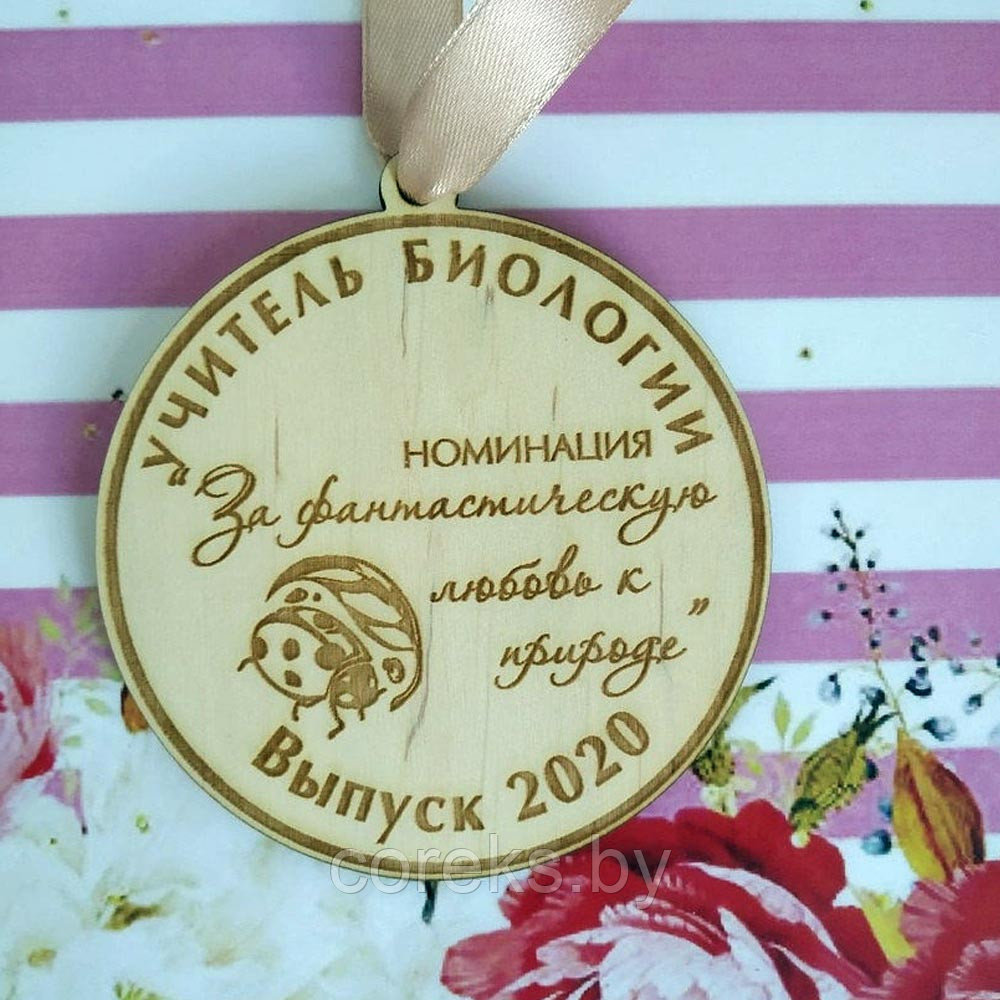 УЧИТЕЛЬ БИОЛОГИИ
НОМИНАЦИЯ
“За фантастическую
любовь к
природе”
Выпуск 2020
coreks.by